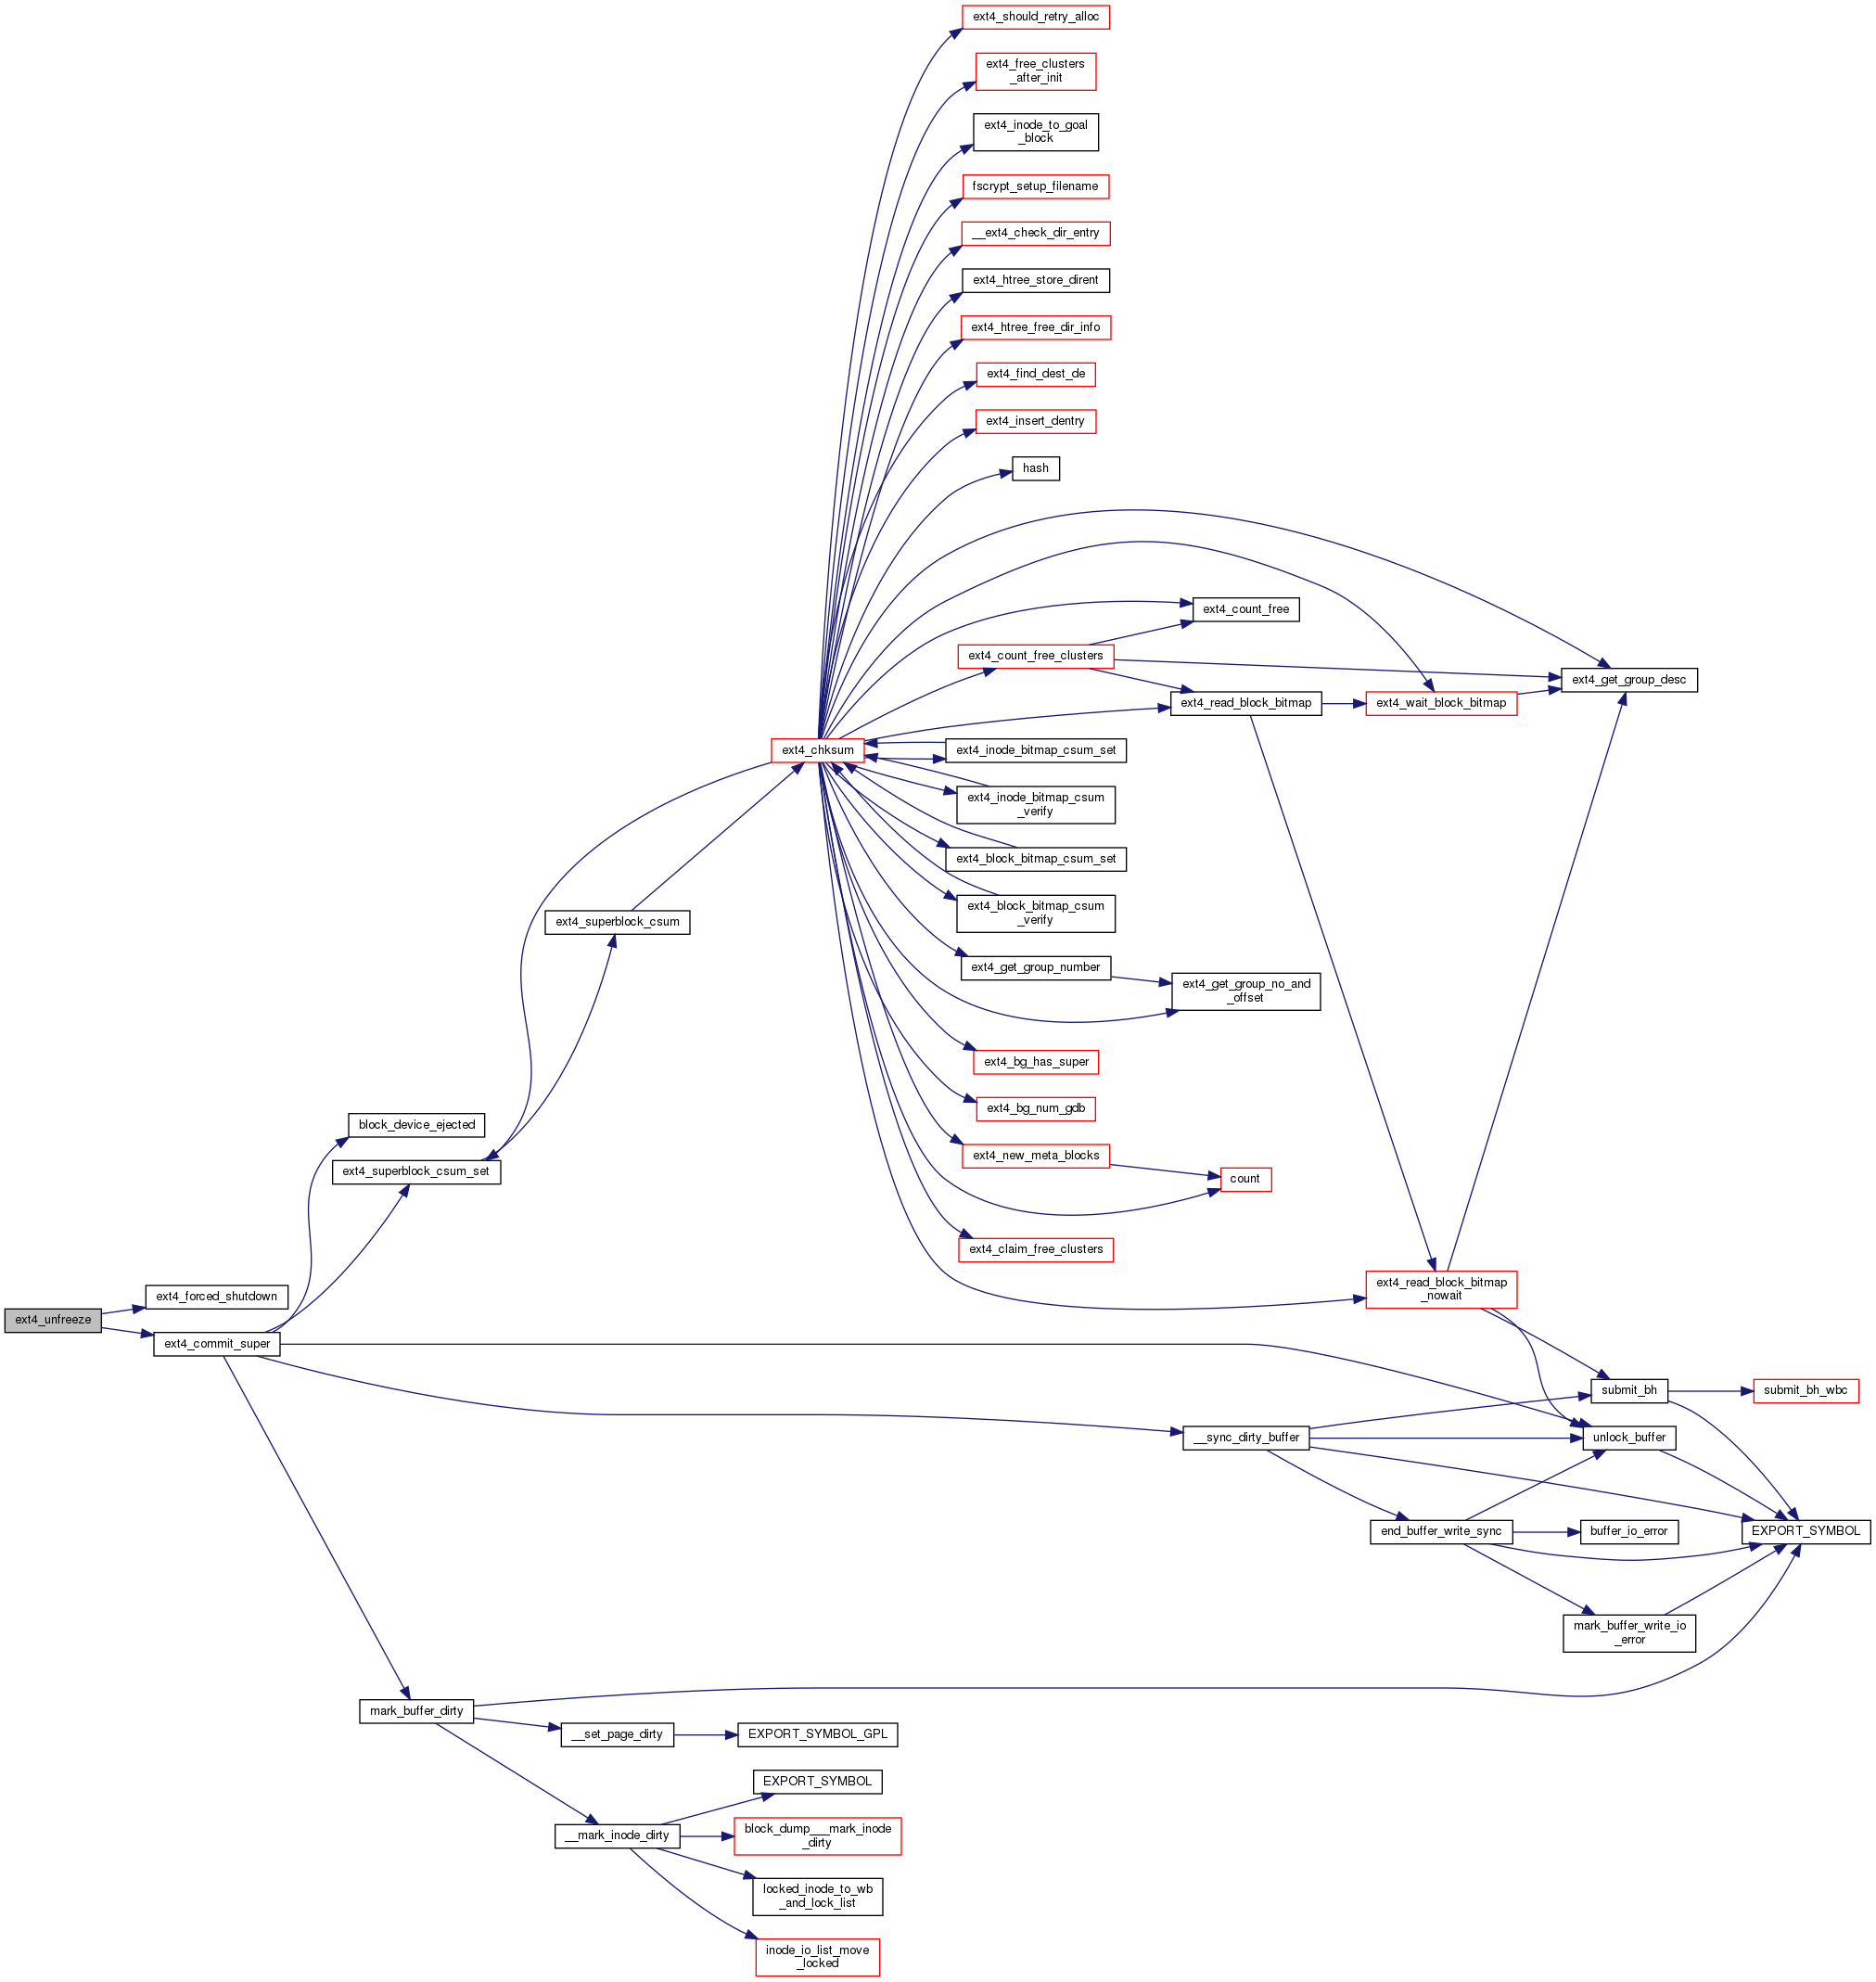 ext4_should_retry_alloc
ext4_free_clusters
_after_init
ext4_inode_to_goal
_block
fscrypt_setup_filename
__ext4_check_dir_entry
ext4_htree_store_dirent
ext4_htree_free_dir_info
ext4_find_dest_de
ext4_insert_dentry
hash
ext4_count_free
ext4_count_free_clusters
ext4_get_group_desc
ext4_read_block_bitmap
ext4_wait_block_bitmap
ext4_chksum
ext4_inode_bitmap_csum_set
ext4_inode_bitmap_csum
_verify
ext4_block_bitmap_csum_set
ext4_block_bitmap_csum
_verify
ext4_superblock_csum
ext4_get_group_number
ext4_get_group_no_and
_offset
ext4_bg_has_super
ext4_bg_num_gdb
block_device_ejected
ext4_new_meta_blocks
ext4_superblock_csum_set
count
ext4_claim_free_clusters
ext4_read_block_bitmap
_nowait
ext4_forced_shutdown
ext4_unfreeze
ext4_commit_super
submit_bh
submit_bh_wbc
__sync_dirty_buffer
unlock_buffer
end_buffer_write_sync
buffer_io_error
EXPORT_SYMBOL
mark_buffer_write_io
_error
mark_buffer_dirty
__set_page_dirty
EXPORT_SYMBOL_GPL
EXPORT_SYMBOL
__mark_inode_dirty
block_dump___mark_inode
_dirty
locked_inode_to_wb
_and_lock_list
inode_io_list_move
_locked